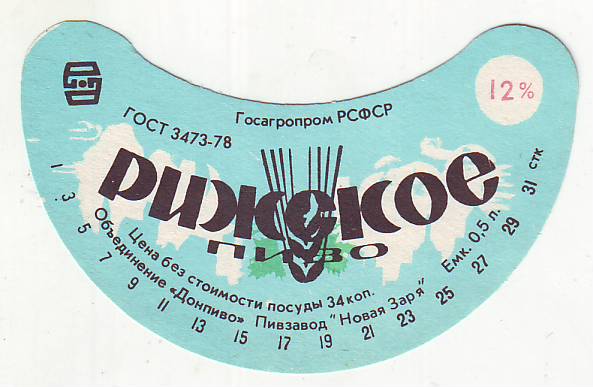 Госагропром РСФСР
12%
ГОСТ 3473-78
РИЖСКОЕ
ПИВО
Цена без стоимости посуды 34 коп.
Емк. 0,5 л.
Объединение «Донпиво» Пивзавод "Новая Заря"
1 3 5 7 9 11 13 15 17 19 21 23 25 27 29 31 стк